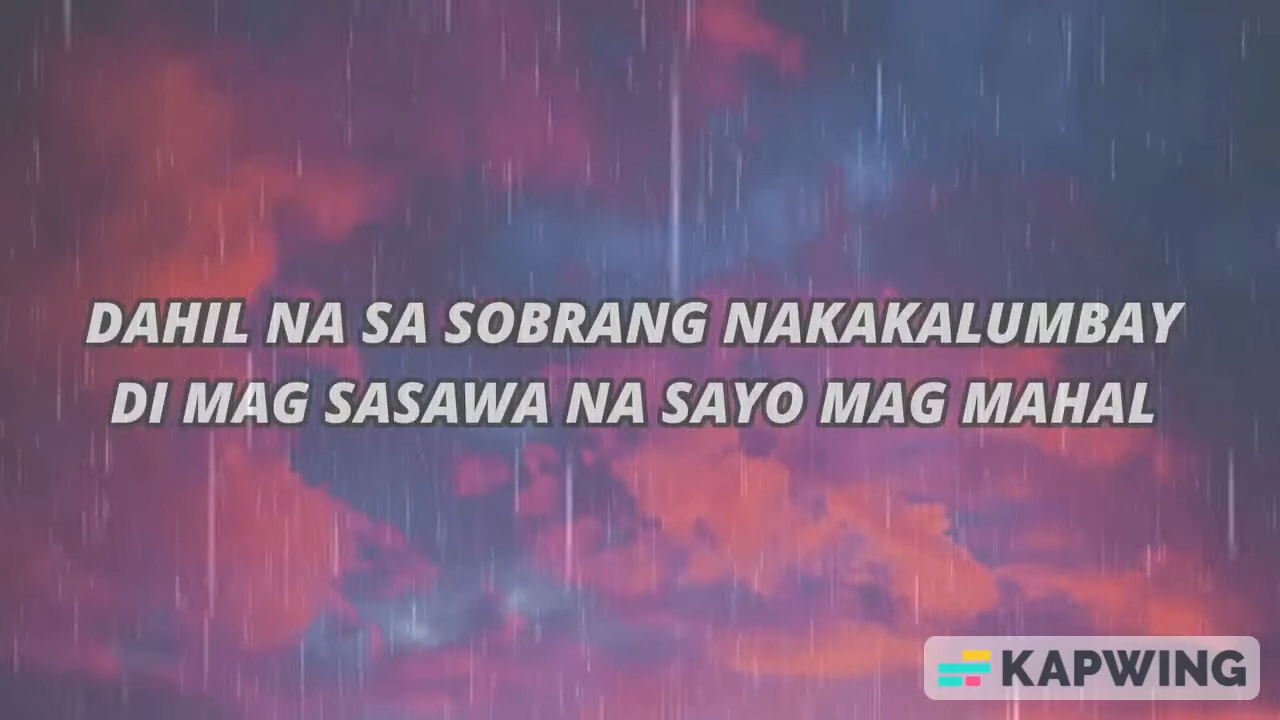 DAHIL NA SA SOBRANG NAKAKALUMBAY
DI MAG SASAWA NA SAYO MAG MAHAL
KAPWING